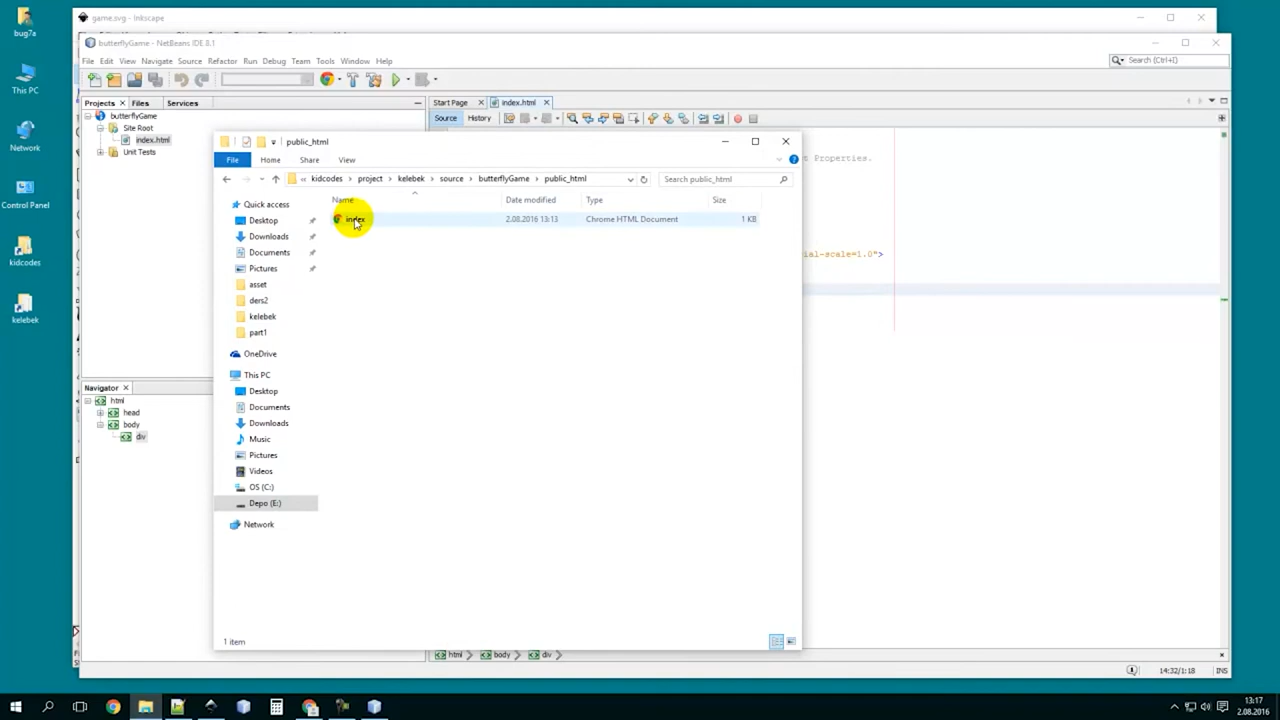 bug7a
This PC
Network
Control Panel
kidcodes
kelebek
game.svg - Inkscape
butterflyGame - NetBeans IDE 8.1
File Edit View Navigate Source Refactor Run Debug Team Tools Window Help
Search (Ctrl+I)
Projects Files Services
butterflyGame
Site Root
index.html
Unit Tests
Start Page index.html
Source History
t Properties.
ial-scale=1.0">
Navigator
html
head
body
div
public_html
File Home Share View
« kidcodes project kelebek source butterflyGame public_html
Search public_html
Name Date modified Type Size
index 2.08.2016 13:13 Chrome HTML Document 1 KB
Quick access
Desktop
Downloads
Documents
Pictures
asset
ders2
kelebek
part1
OneDrive
This PC
Desktop
Documents
Downloads
Music
Pictures
Videos
OS (C:)
Depo (E:)
Network
1 item
html body div
14:32/1:18 INS
13:17
2.08.2016